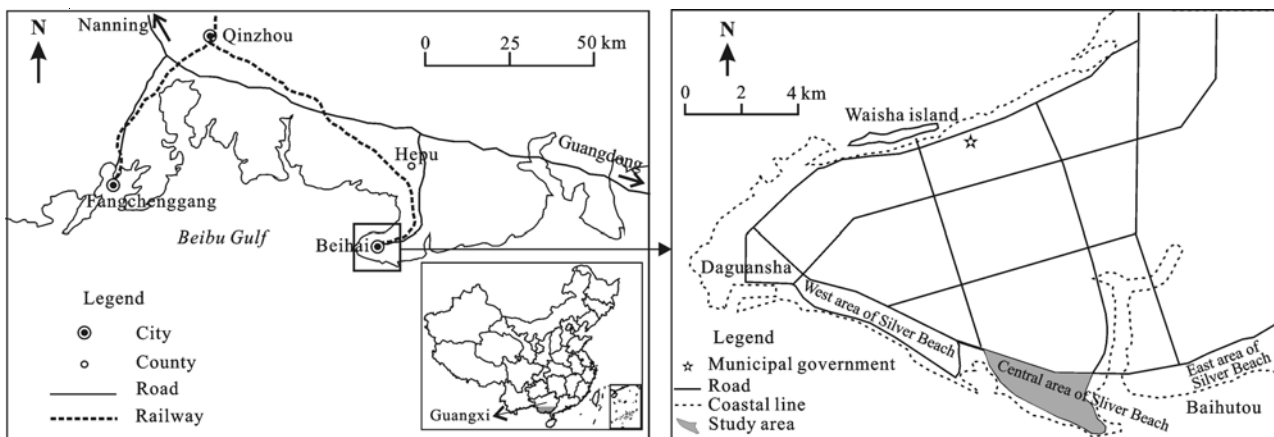 Nanning
N
Qinzhou
0 25 50 km
Hepu
Guangdong
Fangchenggang
Beibu Gulf
Beihai
Legend
City
County
Road
Railway
Guangxi
N
0 2 4 km
Waisha island
Daguansha
West area of Silver Beach
Central area of Sliver Beach
East area of
Silver Beach
Baihutou
Legend
Municipal government
Road
Coastal line
Study area